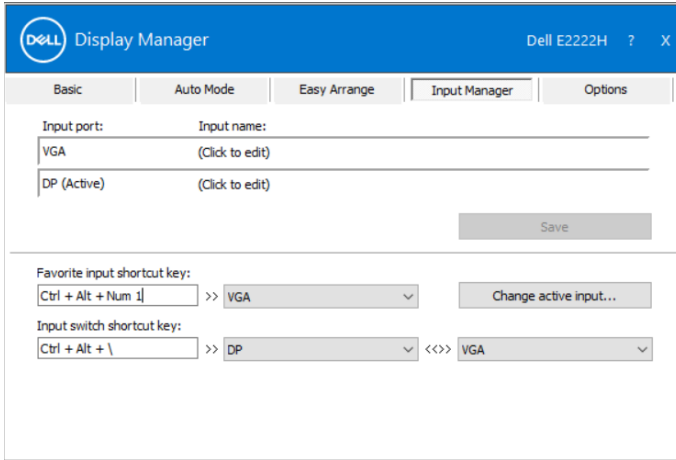 DELL Display Manager Dell E2222H ? X
Basic Auto Mode Easy Arrange Input Manager Options
Input port: Input name:
VGA (Click to edit)
DP (Active) (Click to edit)
Save
Favorite input shortcut key:
Ctrl + Alt + Num 1 >> VGA Change active input...
Input switch shortcut key:
Ctrl + Alt + \ >> DP <<>> VGA